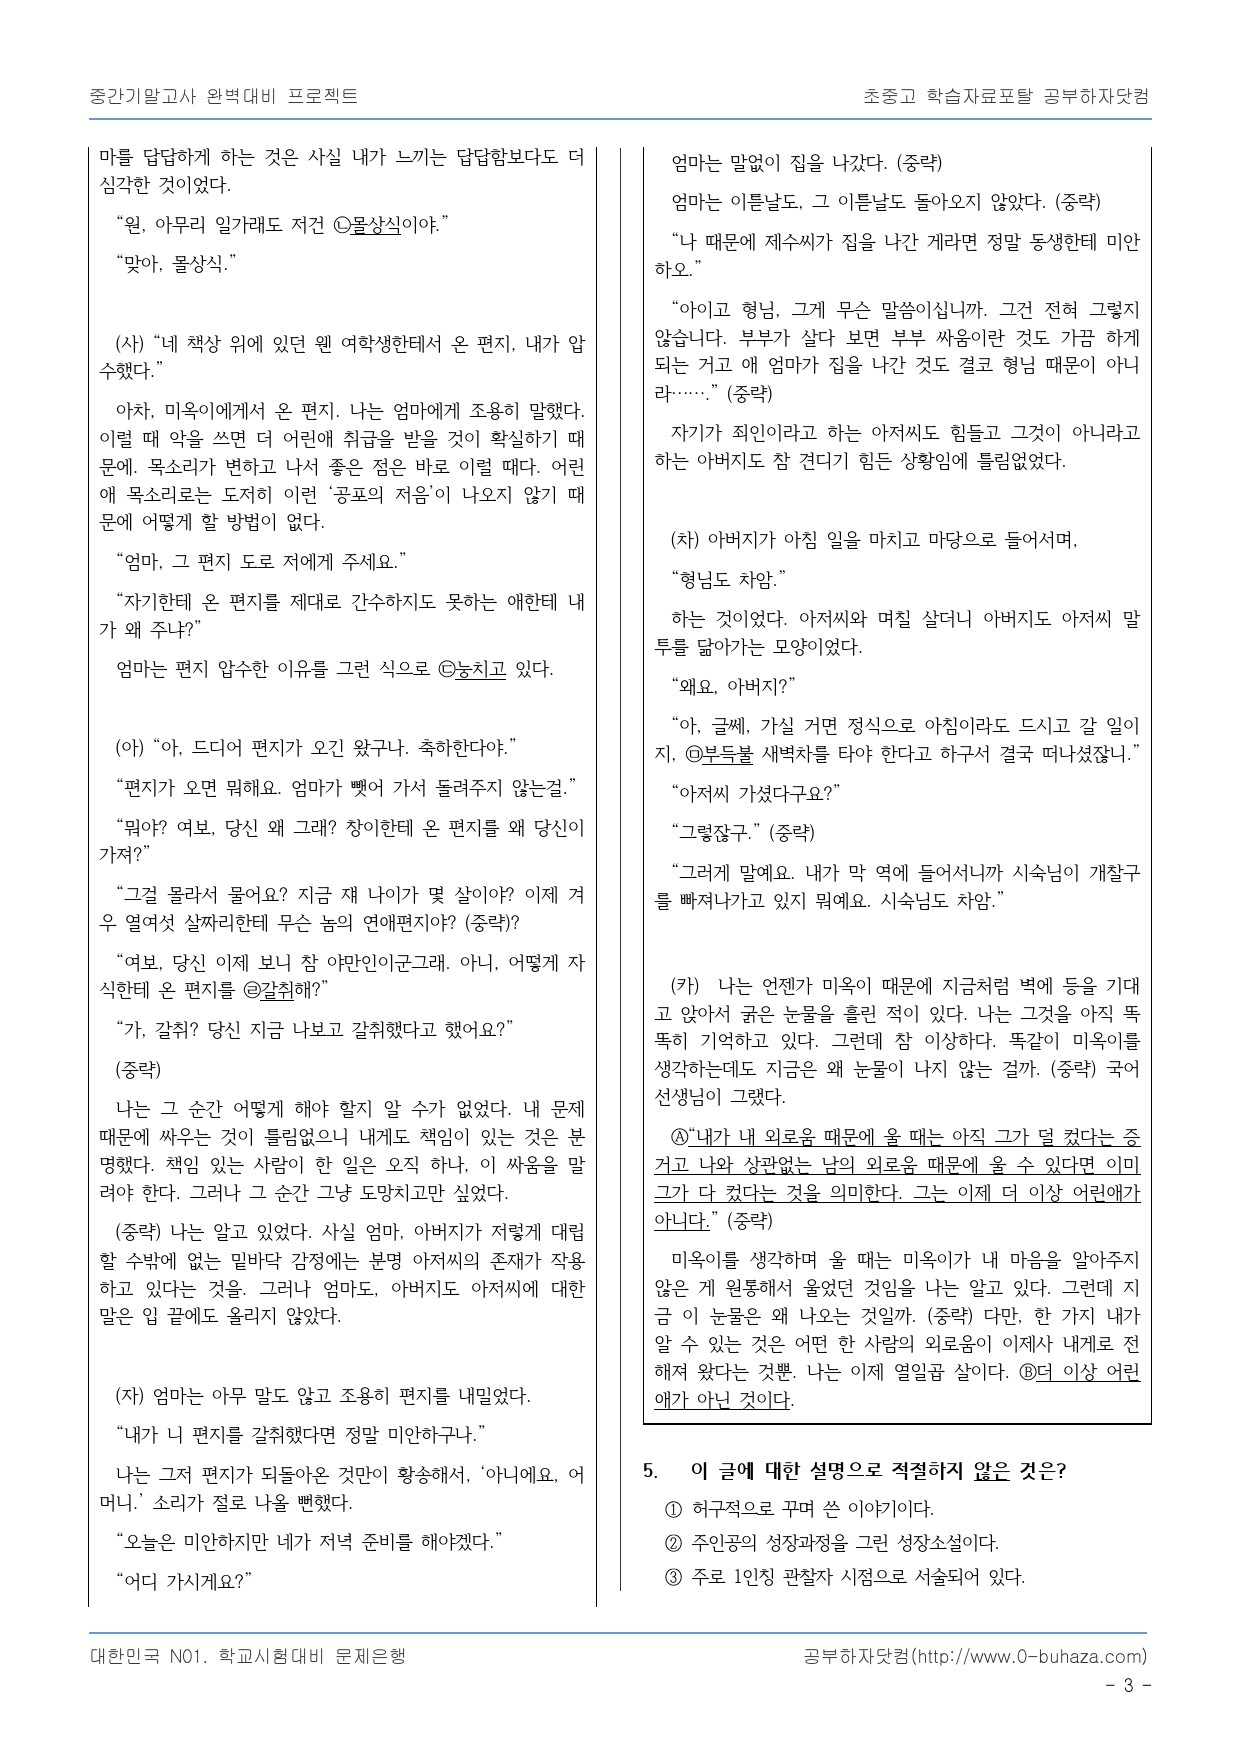 중간기말고사 완벽대비 프로젝트
초중고 학습자료포탈 공부하자닷컴
마를 답답하게 하는 것은 사실 내가 느끼는 답답함보다도 더
심각한 것이었다.
“원, 아무리 일가래도 저건 ㉡몰상식이야.”
“맞아, 몰상식.”
(사) “네 책상 위에 있던 웬 여학생한테서 온 편지, 내가 압
수했다.”
아차, 미옥이에게서 온 편지. 나는 엄마에게 조용히 말했다.
이럴 때 악을 쓰면 더 어린애 취급을 받을 것이 확실하기 때
문에. 목소리가 변하고 나서 좋은 점은 바로 이럴 때다. 어린
애 목소리로는 도저히 이런 ‘공포의 저음’이 나오지 않기 때
문에 어떻게 할 방법이 없다.
“엄마, 그 편지 도로 저에게 주세요.”
“자기한테 온 편지를 제대로 간수하지도 못하는 애한테 내
가 왜 주냐?”
엄마는 편지 압수한 이유를 그런 식으로 ㉢눙치고 있다.
(아) “아, 드디어 편지가 오긴 왔구나. 축하한다야.”
“편지가 오면 뭐해요. 엄마가 뺏어 가서 돌려주지 않는걸.”
“뭐야? 여보, 당신 왜 그래? 창이한테 온 편지를 왜 당신이
가져?”
“그걸 몰라서 물어요? 지금 쟤 나이가 몇 살이야? 이제 겨
우 열여섯 살짜리한테 무슨 놈의 연애편지야? (중략)?
“여보, 당신 이제 보니 참 야만인이군그래. 아니, 어떻게 자
식한테 온 편지를 ㉣갈취해?”
“가, 갈취? 당신 지금 나보고 갈취했다고 했어요?”
(중략)
나는 그 순간 어떻게 해야 할지 알 수가 없었다. 내 문제
때문에 싸우는 것이 틀림없으니 내게도 책임이 있는 것은 분
명했다. 책임 있는 사람이 한 일은 오직 하나, 이 싸움을 말
려야 한다. 그러나 그 순간 그냥 도망치고만 싶었다.
(중략) 나는 알고 있었다. 사실 엄마, 아버지가 저렇게 대립
할 수밖에 없는 밑바닥 감정에는 분명 아저씨의 존재가 작용
하고 있다는 것을. 그러나 엄마도, 아버지도 아저씨에 대한
말은 입 끝에도 올리지 않았다.
(자) 엄마는 아무 말도 않고 조용히 편지를 내밀었다.
“내가 니 편지를 갈취했다면 정말 미안하구나.”
나는 그저 편지가 되돌아온 것만이 황송해서, ‘아니에요, 어
머니.’ 소리가 절로 나올 뻔했다.
“오늘은 미안하지만 네가 저녁 준비를 해야겠다.”
“어디 가시게요?”
엄마는 말없이 집을 나갔다. (중략)
엄마는 이튿날도, 그 이튿날도 돌아오지 않았다. (중략)
“나 때문에 제수씨가 집을 나간 게라면 정말 동생한테 미안
하오.”
“아이고 형님, 그게 무슨 말씀이십니까. 그건 전혀 그렇지
않습니다. 부부가 살다 보면 부부 싸움이란 것도 가끔 하게
되는 거고 애 엄마가 집을 나간 것도 결코 형님 때문이 아니
라…….” (중략)
자기가 죄인이라고 하는 아저씨도 힘들고 그것이 아니라고
하는 아버지도 참 견디기 힘든 상황임에 틀림없었다.
(차) 아버지가 아침 일을 마치고 마당으로 들어서며,
“형님도 차암.”
하는 것이었다. 아저씨와 며칠 살더니 아버지도 아저씨 말
투를 닮아가는 모양이었다.
“왜요, 아버지?”
“아, 글쎄, 가실 거면 정식으로 아침이라도 드시고 갈 일이
지, ㉤부득불 새벽차를 타야 한다고 하구서 결국 떠나셨잖니.”
“아저씨 가셨다구요?”
“그렇잖구.” (중략)
“그러게 말예요. 내가 막 역에 들어서니까 시숙님이 개찰구
를 빠져나가고 있지 뭐예요. 시숙님도 차암.”
(카) 나는 언젠가 미옥이 때문에 지금처럼 벽에 등을 기대
고 앉아서 굵은 눈물을 흘린 적이 있다. 나는 그것을 아직 똑
똑히 기억하고 있다. 그런데 참 이상하다. 똑같이 미옥이를
생각하는데도 지금은 왜 눈물이 나지 않는 걸까. (중략) 국어
선생님이 그랬다.
Ⓐ“내가 내 외로움 때문에 울 때는 아직 그가 덜 컸다는 증
거고 나와 상관없는 남의 외로움 때문에 울 수 있다면 이미
그가 다 컸다는 것을 의미한다. 그는 이제 더 이상 어린애가
아니다.” (중략)
미옥이를 생각하며 울 때는 미옥이가 내 마음을 알아주지
않은 게 원통해서 울었던 것임을 나는 알고 있다. 그런데 지
금 이 눈물은 왜 나오는 것일까. (중략) 다만, 한 가지 내가
알 수 있는 것은 어떤 한 사람의 외로움이 이제사 내게로 전
해져 왔다는 것뿐. 나는 이제 열일곱 살이다. Ⓑ더 이상 어린
애가 아닌 것이다.
5. 이 글에 대한 설명으로 적절하지 않은 것은?
① 허구적으로 꾸며 쓴 이야기이다.
② 주인공의 성장과정을 그린 성장소설이다.
③ 주로 1인칭 관찰자 시점으로 서술되어 있다.
대한민국 N01. 학교시험대비 문제은행
공부하자닷컴(http://www.0-buhaza.com)
- 3 -